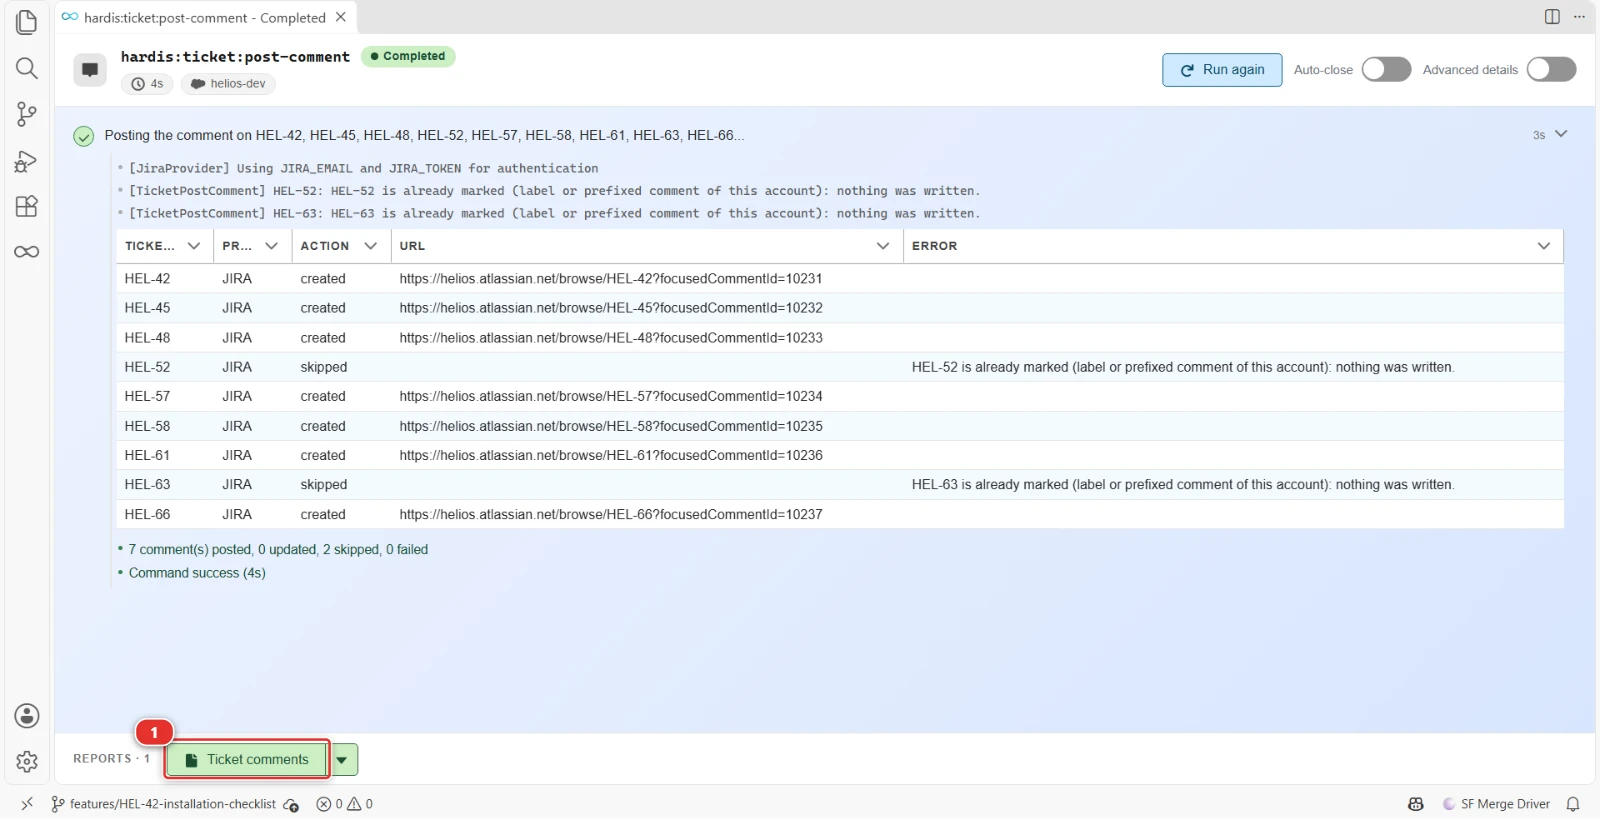 hardis:ticket:post-comment - Completed
hardis:ticket:post-comment
Completed
4s
helios-dev
Run again
Auto-close
Advanced details
Posting the comment on HEL-42, HEL-45, HEL-48, HEL-52, HEL-57, HEL-58, HEL-61, HEL-63, HEL-66...
3s
• [JiraProvider] Using JIRA_EMAIL and JIRA_TOKEN for authentication
• [TicketPostComment] HEL-52: HEL-52 is already marked (label or prefixed comment of this account): nothing was written.
• [TicketPostComment] HEL-63: HEL-63 is already marked (label or prefixed comment of this account): nothing was written.
TICKE... PR... ACTION URL ERROR
HEL-42 JIRA created https://helios.atlassian.net/browse/HEL-42?focusedCommentId=10231
HEL-45 JIRA created https://helios.atlassian.net/browse/HEL-45?focusedCommentId=10232
HEL-48 JIRA created https://helios.atlassian.net/browse/HEL-48?focusedCommentId=10233
HEL-52 JIRA skipped HEL-52 is already marked (label or prefixed comment of this account): nothing was written.
HEL-57 JIRA created https://helios.atlassian.net/browse/HEL-57?focusedCommentId=10234
HEL-58 JIRA created https://helios.atlassian.net/browse/HEL-58?focusedCommentId=10235
HEL-61 JIRA created https://helios.atlassian.net/browse/HEL-61?focusedCommentId=10236
HEL-63 JIRA skipped HEL-63 is already marked (label or prefixed comment of this account): nothing was written.
HEL-66 JIRA created https://helios.atlassian.net/browse/HEL-66?focusedCommentId=10237
• 7 comment(s) posted, 0 updated, 2 skipped, 0 failed
• Command success (4s)
1
REPORTS · 1
Ticket comments
features/HEL-42-installation-checklist
0 0
SF Merge Driver